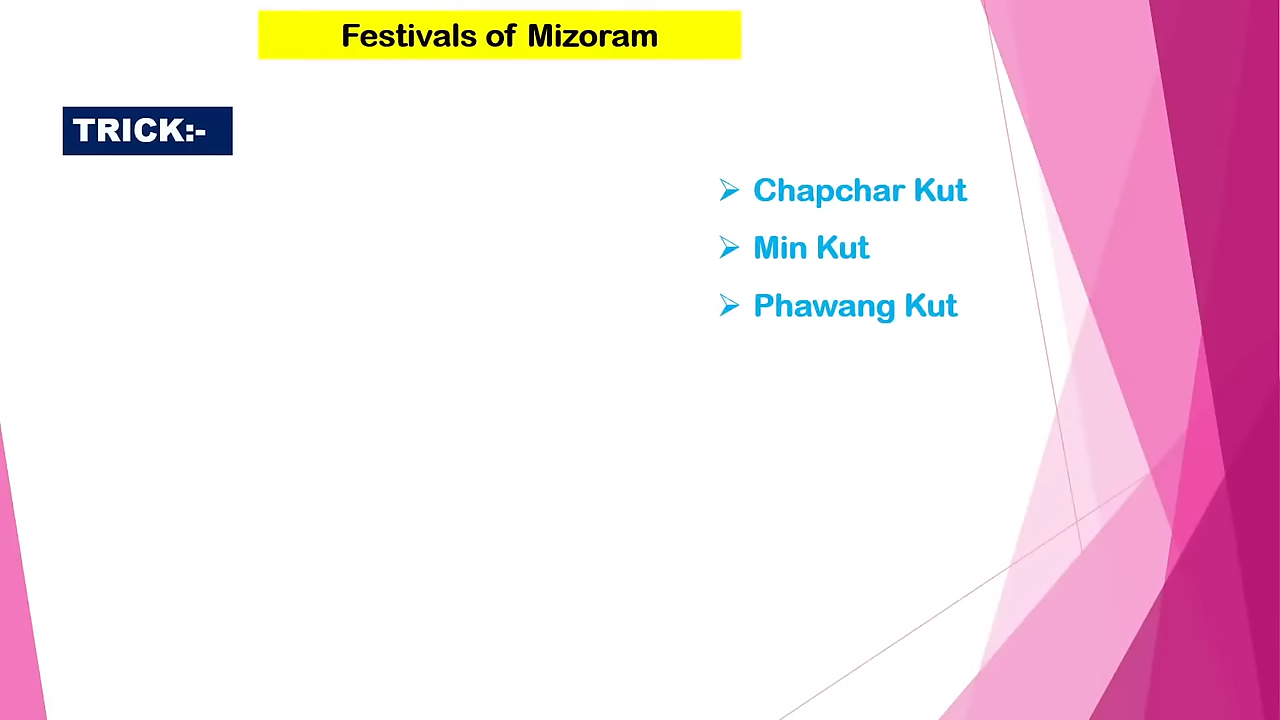 Festivals of Mizoram
TRICK:-
➢ Chapchar Kut
➢ Min Kut
➢ Phawang Kut